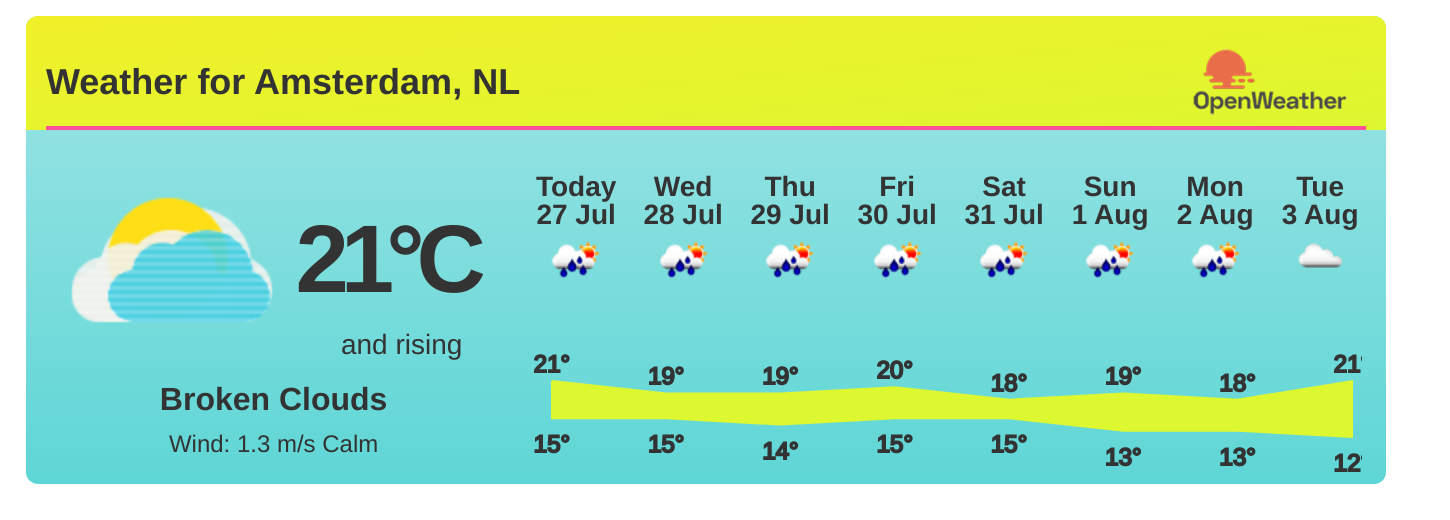 Weather for Amsterdam, NL
OpenWeather
21°C
and rising
Broken Clouds
Wind: 1.3 m/s Calm
Today Wed Thu Fri Sat Sun Mon Tue
27 Jul 28 Jul 29 Jul 30 Jul 31 Jul 1 Aug 2 Aug 3 Aug
21° 19° 19° 20° 18° 19° 18° 21°
15° 15° 14° 15° 15° 13° 13° 12°